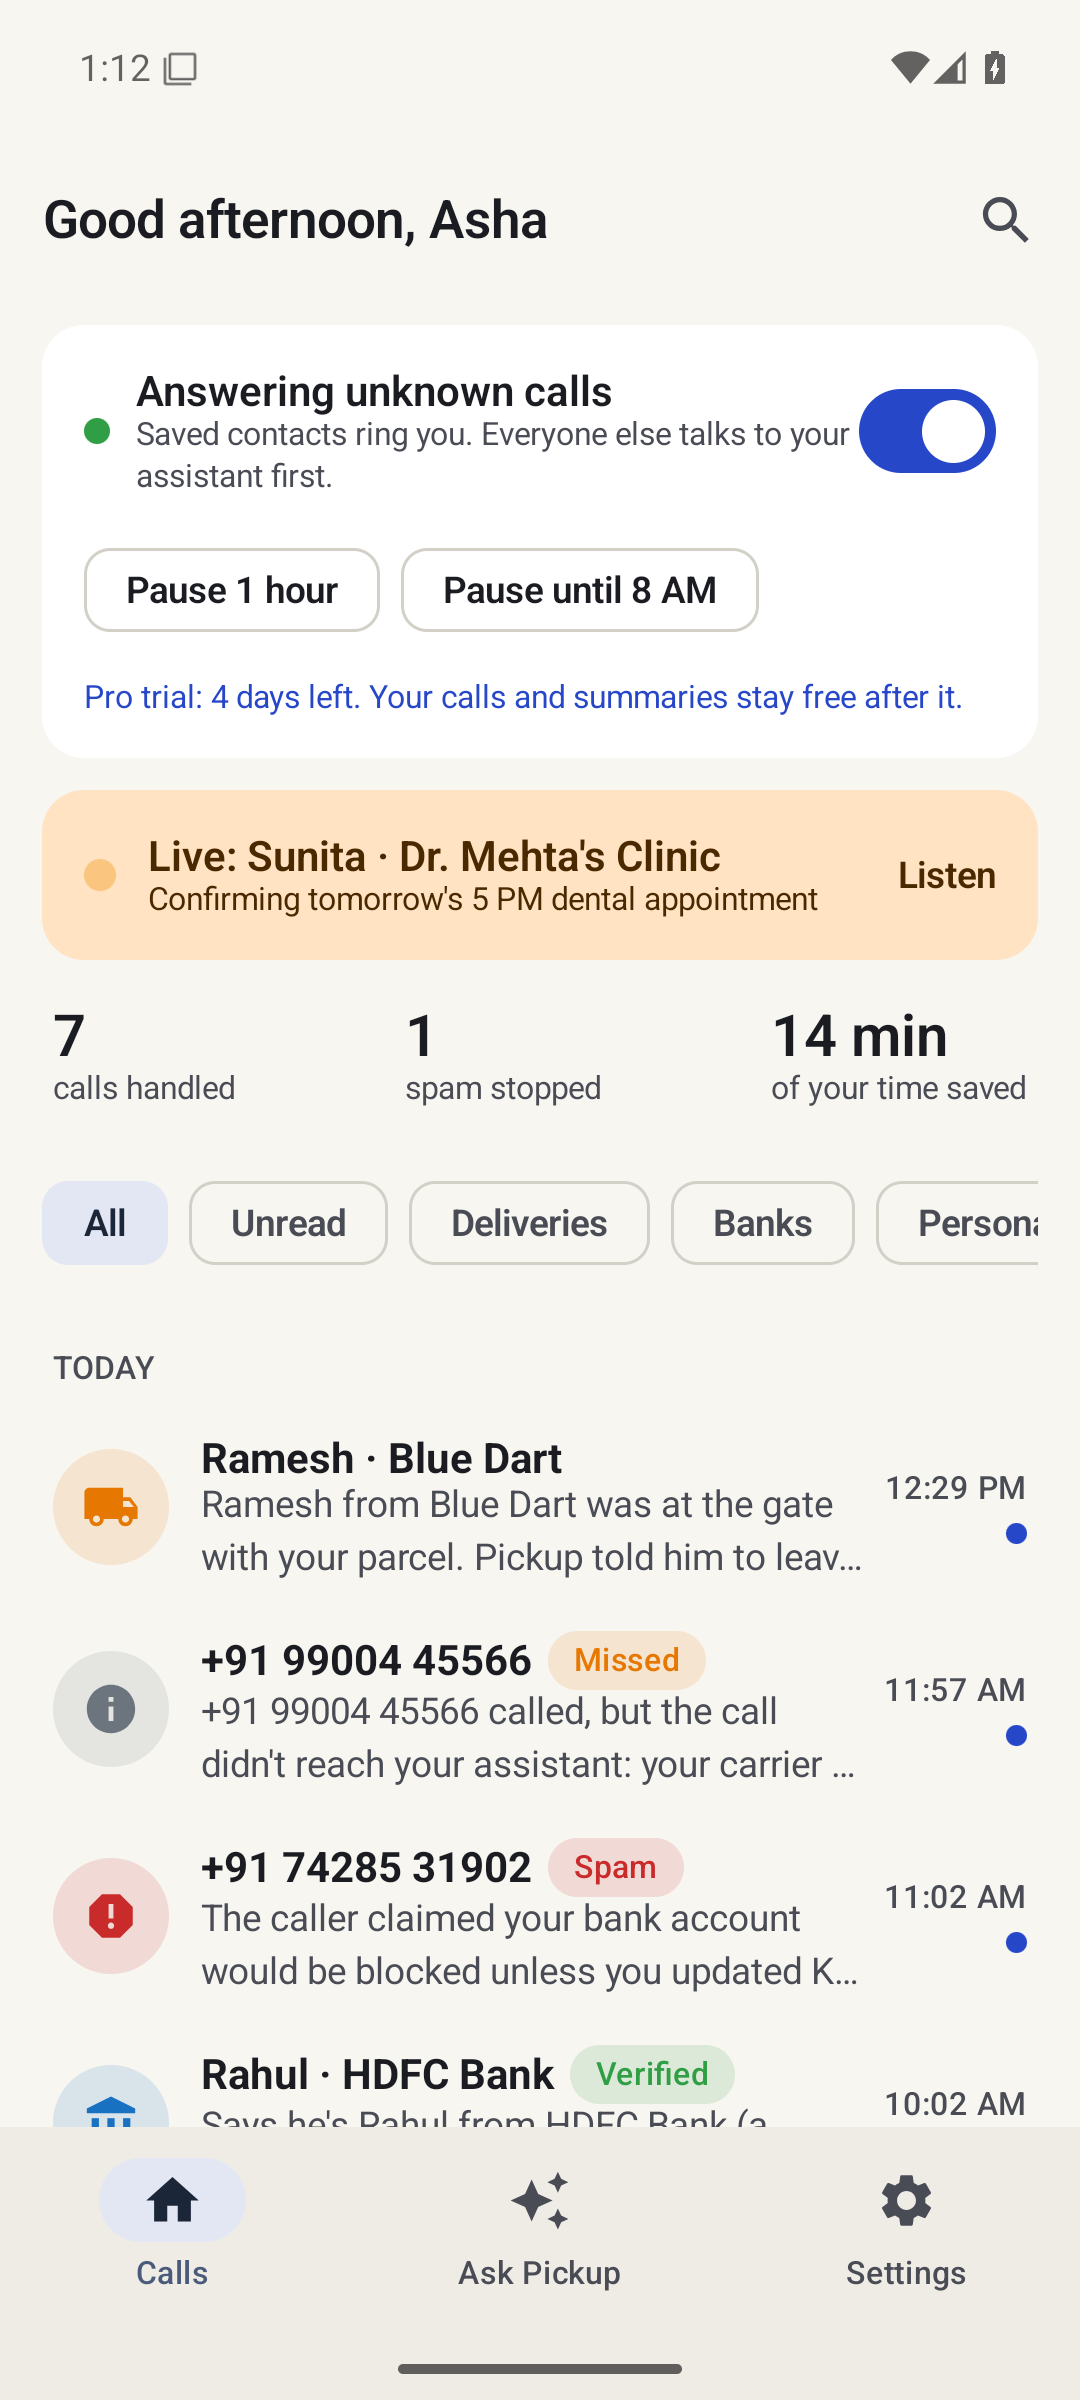 1:12
Good afternoon, Asha
Answering unknown calls
Saved contacts ring you. Everyone else talks to your
assistant first.
Pause 1 hour
Pause until 8 AM
Pro trial: 4 days left. Your calls and summaries stay free after it.
Live: Sunita · Dr. Mehta's Clinic
Confirming tomorrow's 5 PM dental appointment
Listen
7
calls handled
1
spam stopped
14 min
of your time saved
All
Unread
Deliveries
Banks
Persona
TODAY
Ramesh · Blue Dart
Ramesh from Blue Dart was at the gate
with your parcel. Pickup told him to leav…
12:29 PM
+91 99004 45566
Missed
+91 99004 45566 called, but the call
didn't reach your assistant: your carrier …
11:57 AM
+91 74285 31902
Spam
The caller claimed your bank account
would be blocked unless you updated K…
11:02 AM
Rahul · HDFC Bank
Verified
Says he's Rahul from HDFC Bank (a
10:02 AM
Calls
Ask Pickup
Settings